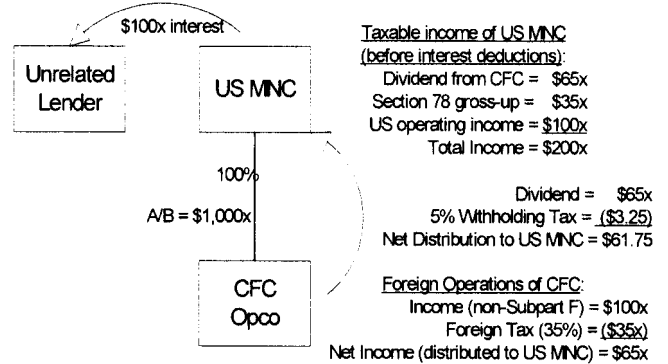 $100x interest
Unrelated
Lender
US MNC
100%
A/B = $1,000x
CFC
Opco
Taxable income of US MNC
(before interest deductions):
Dividend from CFC = $65x
Section 78 gross-up = $35x
US operating income = $100x
Total Income = $200x
Dividend = $65x
5% Withholding Tax = ($3.25)
Net Distribution to US MNC = $61.75
Foreign Operations of CFC:
Income (non-Subpart F) = $100x
Foreign Tax (35%) = ($35x)
Net Income (distributed to US MNC) = $65x